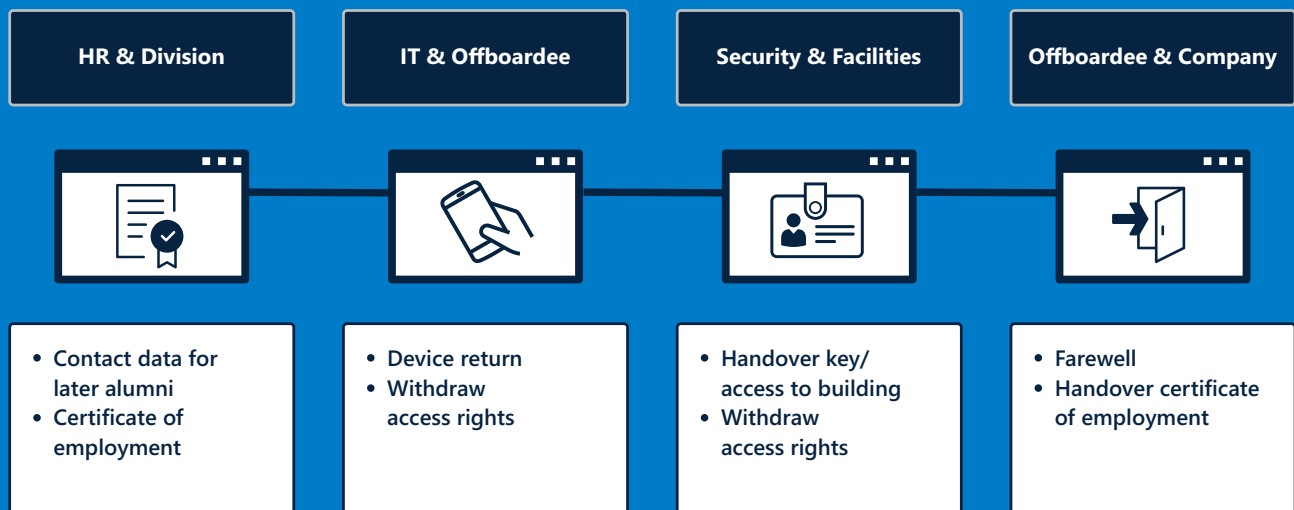 HR & Division
IT & Offboardee
Security & Facilities
Offboardee & Company
• Contact data for
later alumni
• Certificate of
employment
• Device return
• Withdraw
access rights
• Handover key/
access to building
• Withdraw
access rights
• Farewell
• Handover certificate
of employment